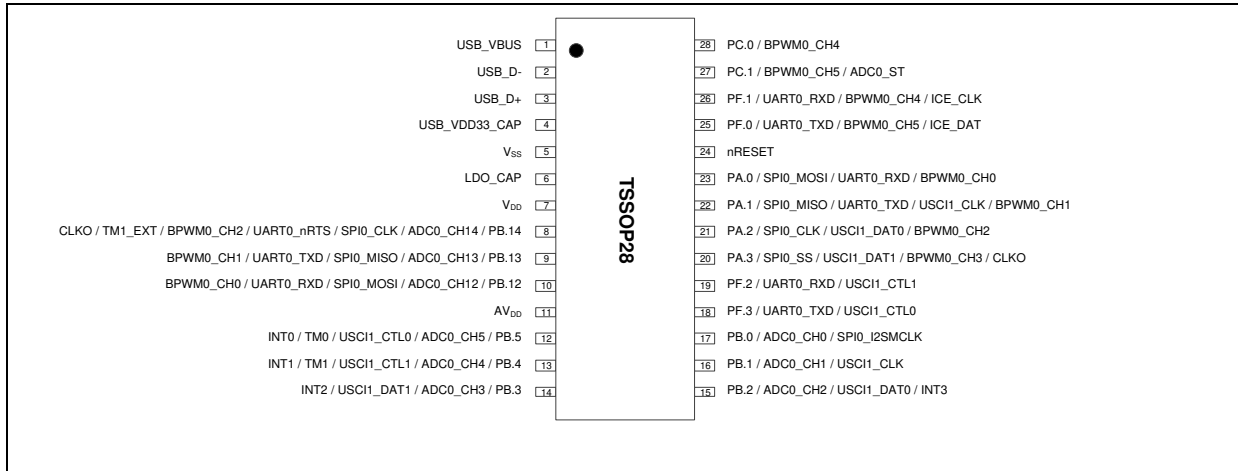 USB_VBUS 1
USB_D- 2
USB_D+ 3
USB_VDD33_CAP 4
VSS 5
LDO_CAP 6
VDD 7
CLKO / TM1_EXT / BPWM0_CH2 / UART0_nRTS / SPI0_CLK / ADC0_CH14 / PB.14 8
BPWM0_CH1 / UART0_TXD / SPI0_MISO / ADC0_CH13 / PB.13 9
BPWM0_CH0 / UART0_RXD / SPI0_MOSI / ADC0_CH12 / PB.12 10
AVDD 11
INT0 / TM0 / USCI1_CTL0 / ADC0_CH5 / PB.5 12
INT1 / TM1 / USCI1_CTL1 / ADC0_CH4 / PB.4 13
INT2 / USCI1_DAT1 / ADC0_CH3 / PB.3 14
TSSOP28
28 PC.0 / BPWM0_CH4
27 PC.1 / BPWM0_CH5 / ADC0_ST
26 PF.1 / UART0_RXD / BPWM0_CH4 / ICE_CLK
25 PF.0 / UART0_TXD / BPWM0_CH5 / ICE_DAT
24 nRESET
23 PA.0 / SPI0_MOSI / UART0_RXD / BPWM0_CH0
22 PA.1 / SPI0_MISO / UART0_TXD / USCI1_CLK / BPWM0_CH1
21 PA.2 / SPI0_CLK / USCI1_DAT0 / BPWM0_CH2
20 PA.3 / SPI0_SS / USCI1_DAT1 / BPWM0_CH3 / CLKO
19 PF.2 / UART0_RXD / USCI1_CTL1
18 PF.3 / UART0_TXD / USCI1_CTL0
17 PB.0 / ADC0_CH0 / SPI0_I2SMCLK
16 PB.1 / ADC0_CH1 / USCI1_CLK
15 PB.2 / ADC0_CH2 / USCI1_DAT0 / INT3